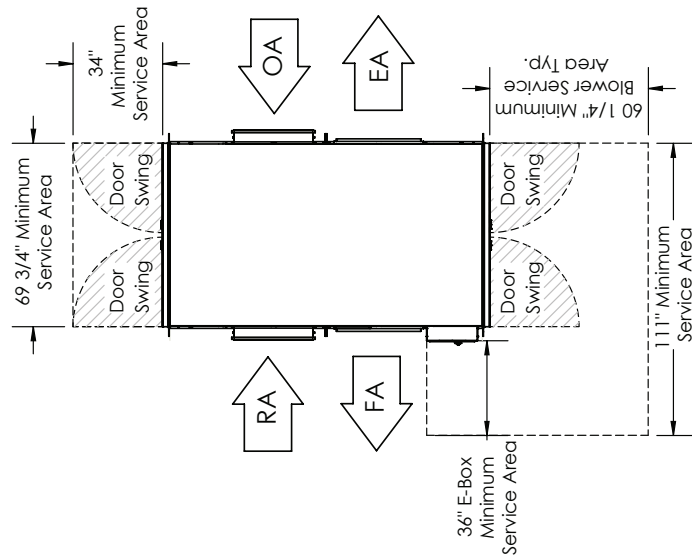 34"
Minimum
Service Area
69 3/4" Minimum
Service Area
Door
Swing
Door
Swing
OA
EA
RA
FA
Door
Swing
Door
Swing
60 1/4" Minimum
Blower Service
Area Typ.
36" E-Box
Minimum
Service Area
111" Minimum
Service Area